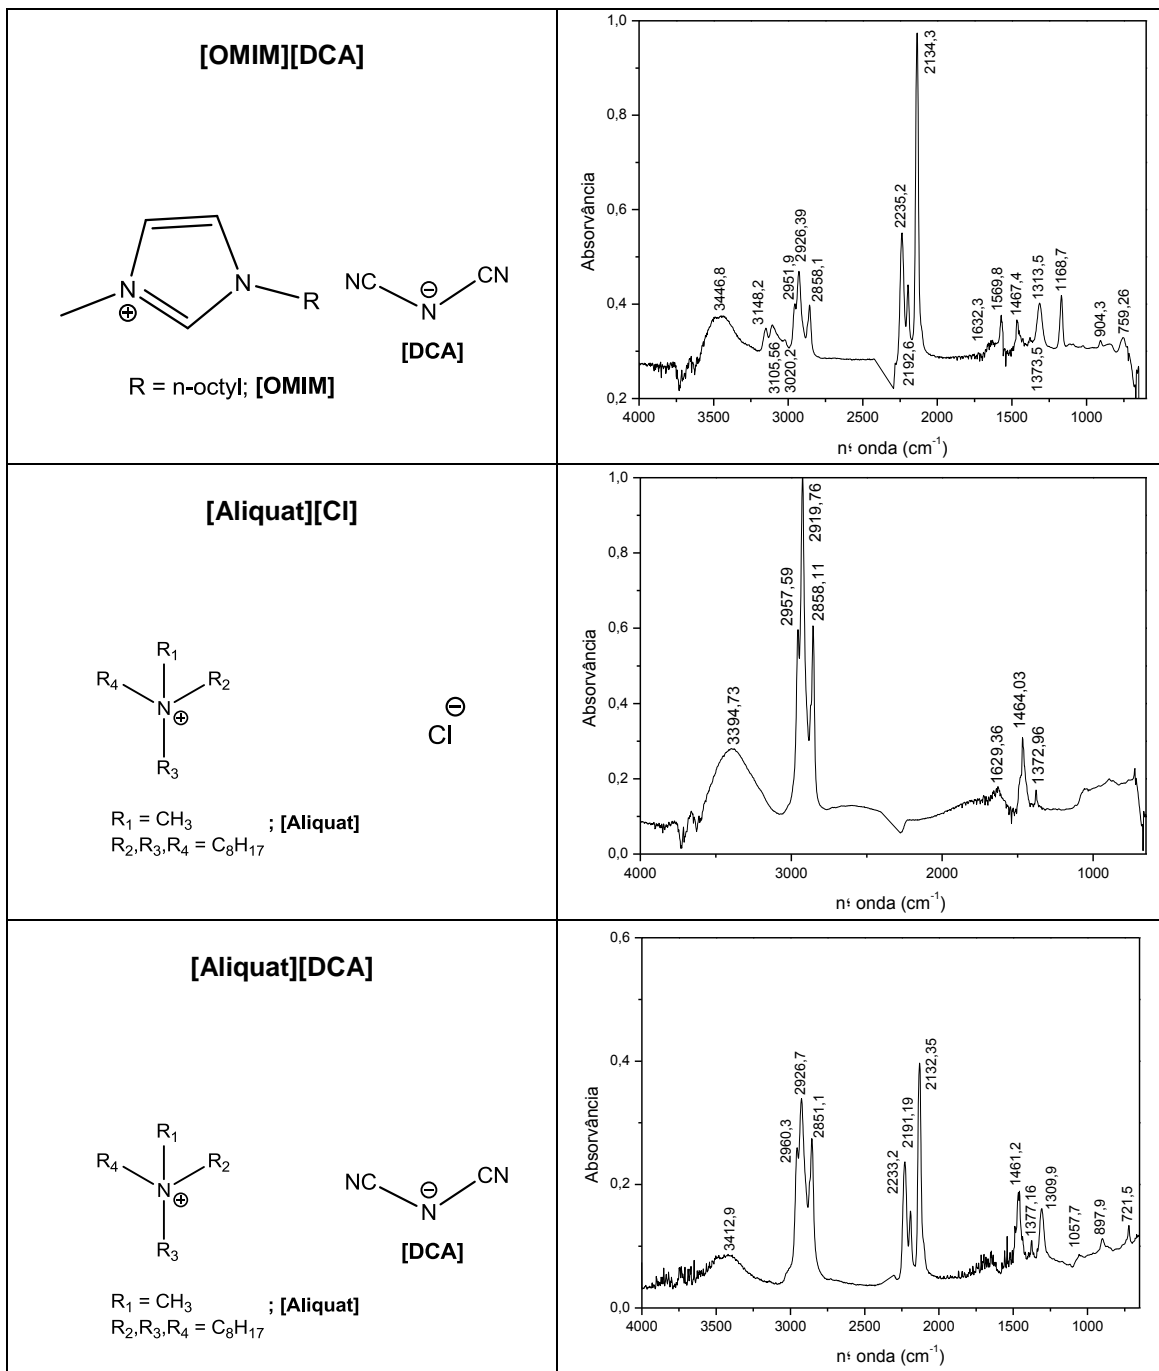 [OMIM][DCA]
N
⊕
N
R
NC
CN
N
⊖
[DCA]
R = n-octyl; [OMIM]
Absorvância
1,0
0,8
0,6
0,4
0,2
3446,8
3148,2
3105,56
3020,2
2951,9
2926,39
2858,1
2235,2
2192,6
2134,3
1632,3
1569,8
1467,4
1373,5
1313,5
1168,7
904,3
759,26
4000 3500 3000 2500 2000 1500 1000
nº onda (cm⁻¹)
[Aliquat][Cl]
R₁
R₄
R₂
N
⊕
R₃
Cl⊖
R₁ = CH₃ ; [Aliquat]
R₂,R₃,R₄ = C₈H₁₇
Absorvância
1,0
0,8
0,6
0,4
0,2
0,0
3394,73
2957,59
2919,76
2858,11
1629,36
1464,03
1372,96
4000 3000 2000 1000
nº onda (cm⁻¹)
[Aliquat][DCA]
R₁
R₄
R₂
N
⊕
R₃
NC
CN
N
⊖
[DCA]
R₁ = CH₃ ; [Aliquat]
R₂,R₃,R₄ = C₈H₁₇
Absorvância
0,6
0,4
0,2
0,0
3412,9
2960,3
2926,7
2851,1
2233,2
2191,19
2132,35
1461,2
1377,16
1309,9
1057,7
897,9
721,5
4000 3500 3000 2500 2000 1500 1000
nº onda (cm⁻¹)